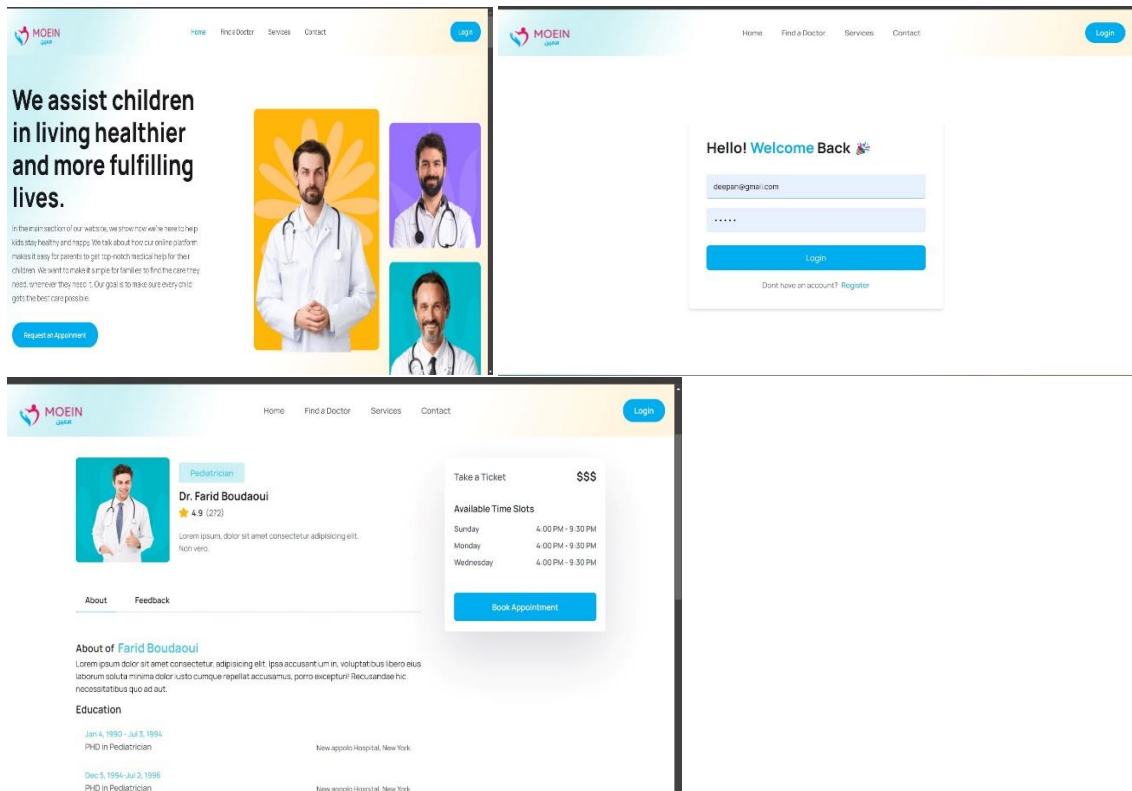 MOEIN
معين
Home Find a Doctor Services Contact
Login
We assist children
in living healthier
and more fulfilling
lives.
In the main section of our website, we show how we're here to help
kids stay healthy and happy. We talk about how our online platform
makes it easy for parents to get top-notch medical help for their
children. We want to make it simple for families to find the care they
need, whenever they need it. Our goal is to make sure every child
gets the best care possible.
Request an Appoinment
MOEIN
معين
Home Find a Doctor Services Contact
Login
Hello! Welcome Back
deepan@gmail.com
•••••
Login
Dont have an account? Register
MOEIN
معين
Home Find a Doctor Services Contact
Login
Pediatrician
Dr. Farid Boudaoui
4.9 (272)
Lorem ipsum, dolor sit amet consectetur adipisicing elit.
Non vero.
Take a Ticket $$$
Available Time Slots
Sunday 4:00 PM - 9:30 PM
Monday 4:00 PM - 9:30 PM
Wednesday 4:00 PM - 9:30 PM
Book Appointment
About Feedback
About of Farid Boudaoui
Lorem ipsum dolor sit amet consectetur, adipisicing elit. Ipsa accusantium in, voluptatibus libero eius
laborum soluta minima dolor iusto cumque repellat accusamus, porro excepturi! Recusandae hic
necessitatibus quo ad aut.
Education
Jan 4, 1990 - Jul 3, 1994
PHD in Pediatrician New appolo Hospital, New York.
Dec 5, 1994-Jul 2, 1996
PHD in Pediatrician New appolo Hospital, New York.